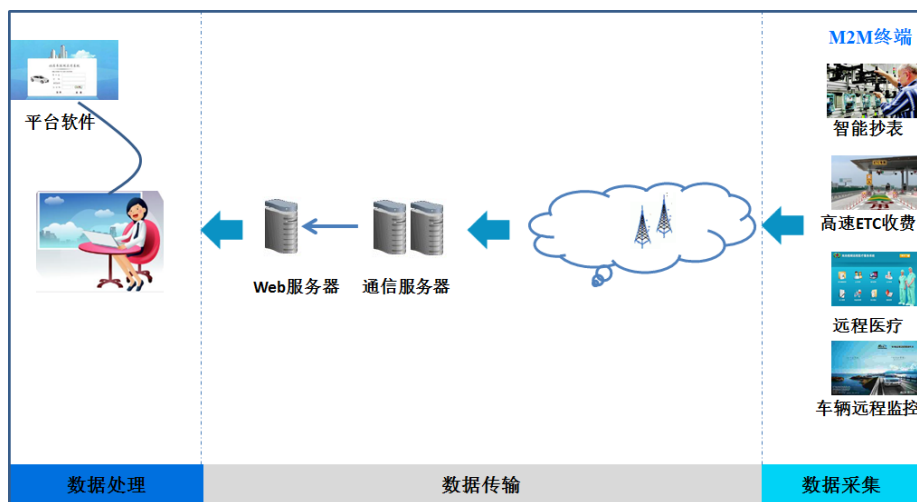 M2M终端
平台软件
智能抄表
高速ETC收费
Web服务器
通信服务器
远程医疗
车辆远程监控
数据处理
数据传输
数据采集